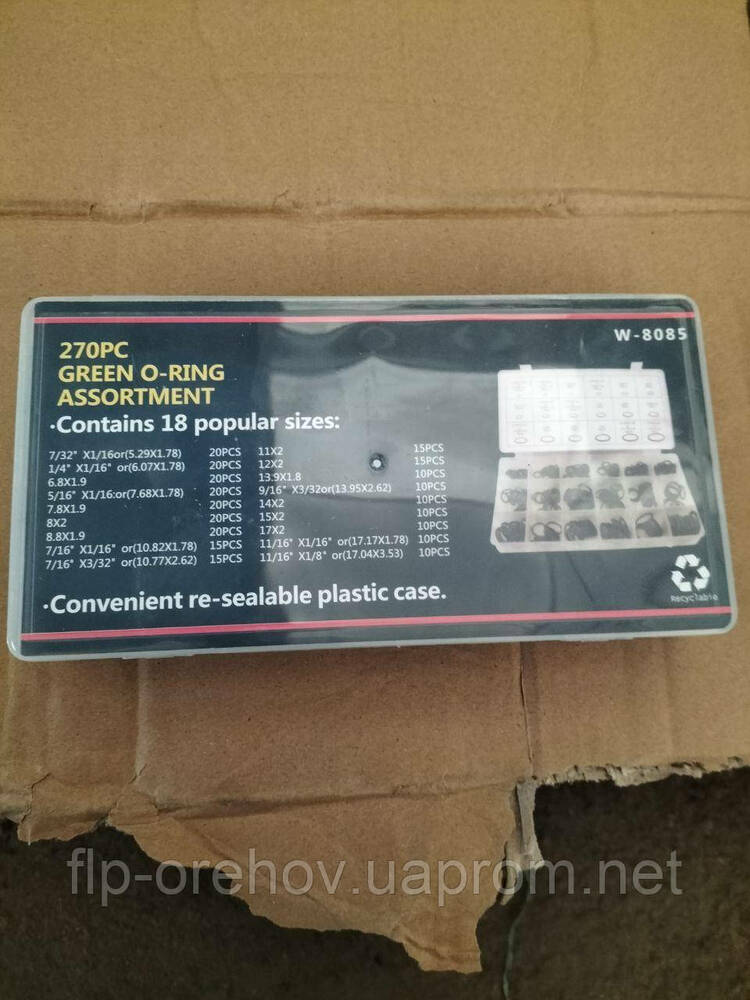 W-8085
270PC
GREEN O-RING
ASSORTMENT
·Contains 18 popular sizes:
7/32" X1/16or(5.29X1.78) 20PCS 11X2 15PCS
1/4" X1/16" or(6.07X1.78) 20PCS 12X2 15PCS
6.8X1.9 20PCS 13.9X1.8 10PCS
5/16" X1/16:or(7.68X1.78) 20PCS 9/16" X3/32or(13.95X2.62) 10PCS
7.8X1.9 20PCS 14X2 10PCS
8X2 20PCS 15X2 10PCS
8.8X1.9 20PCS 17X2 10PCS
7/16" X1/16" or(10.82X1.78) 15PCS 11/16" X1/16" or(17.17X1.78) 10PCS
7/16" X3/32" or(10.77X2.62) 15PCS 11/16" X1/8" or(17.04X3.53) 10PCS
·Convenient re-sealable plastic case.
Recyclable
flp-orehov.uaprom.net